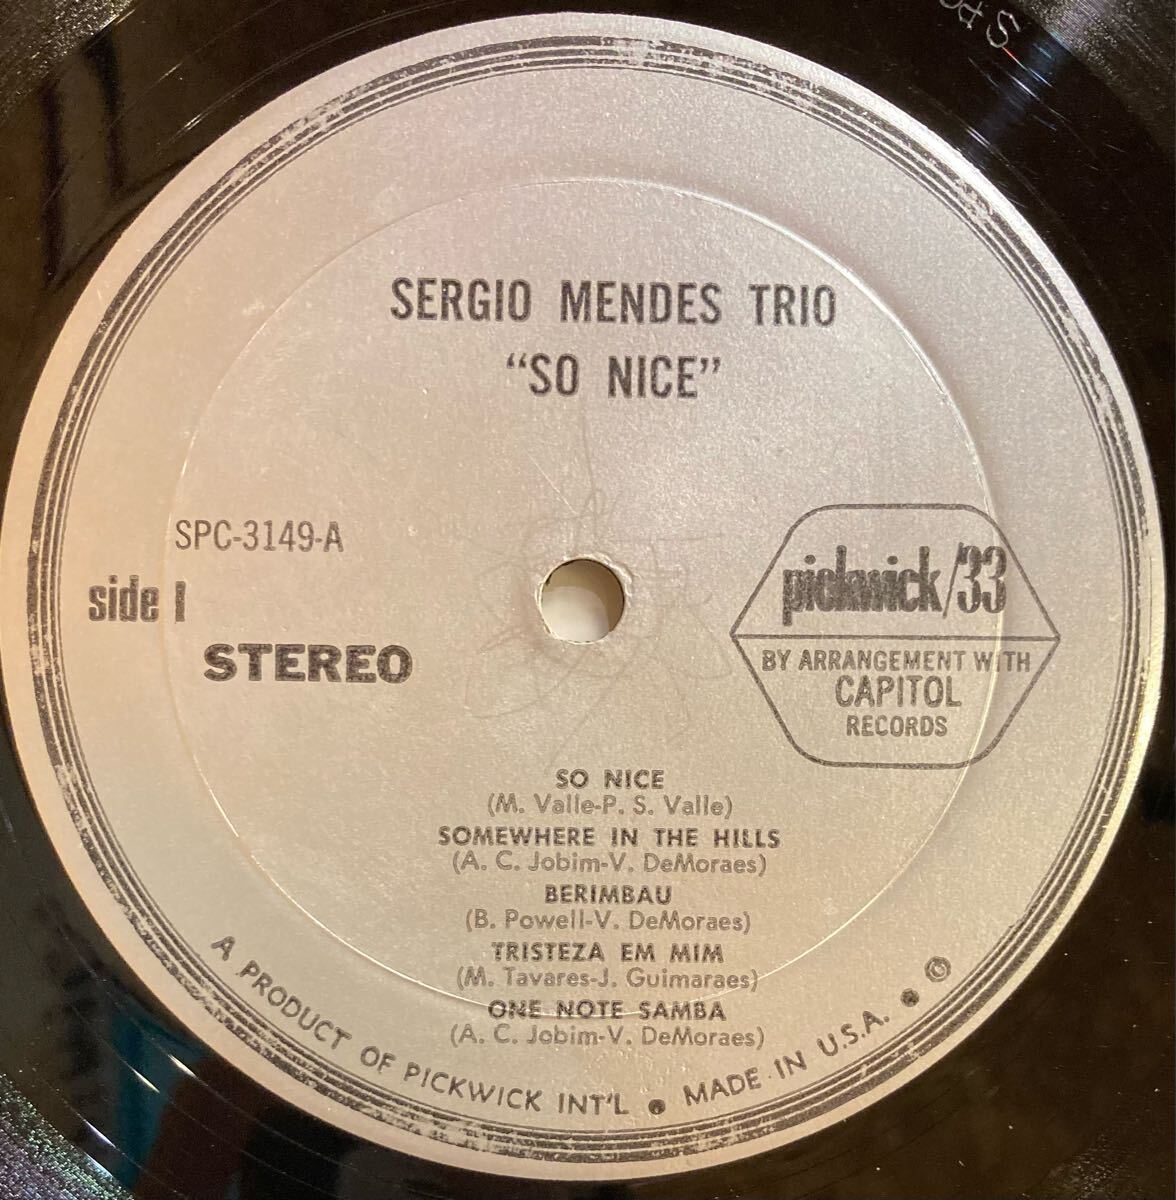 SERGIO MENDES TRIO
“SO NICE”
SPC-3149-A
side 1
STEREO
pickwick/33
BY ARRANGEMENT WITH
CAPITOL
RECORDS
SO NICE
(M. Valle-P. S. Valle)
SOMEWHERE IN THE HILLS
(A. C. Jobim-V. DeMoraes)
BERIMBAU
(B. Powell-V. DeMoraes)
TRISTEZA EM MIM
(M. Tavares-J. Guimaraes)
ONE NOTE SAMBA
(A. C. Jobim-V. DeMoraes)
A PRODUCT OF PICKWICK INT'L • MADE IN U.S.A. • ©